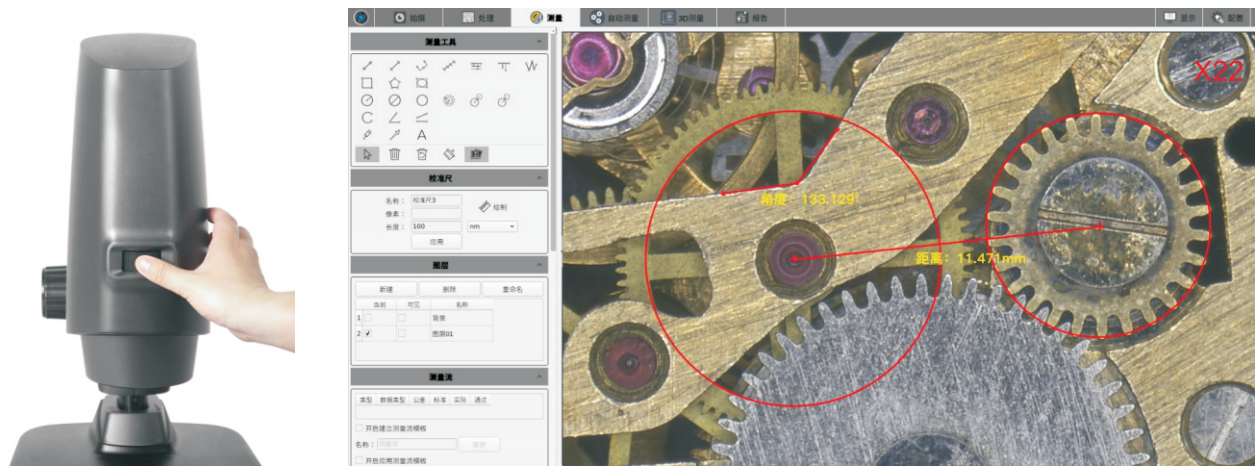 拍照 处理 测量 自动测量 3D测量 报告 显示 配置
测量工具
A
校准尺
名称： 校准尺3
像素：
长度： 100 nm
绘制
应用
图层
新建 删除 重命名
当前 可见 名称
1 背景
2 图层01
测量流
类型 数据类型 公差 标准 实际 通过
开启建立测量流模板
名称： 测量流 保存
开启应用测量流模板
X22
角度：133.129°
距离：11.471mm